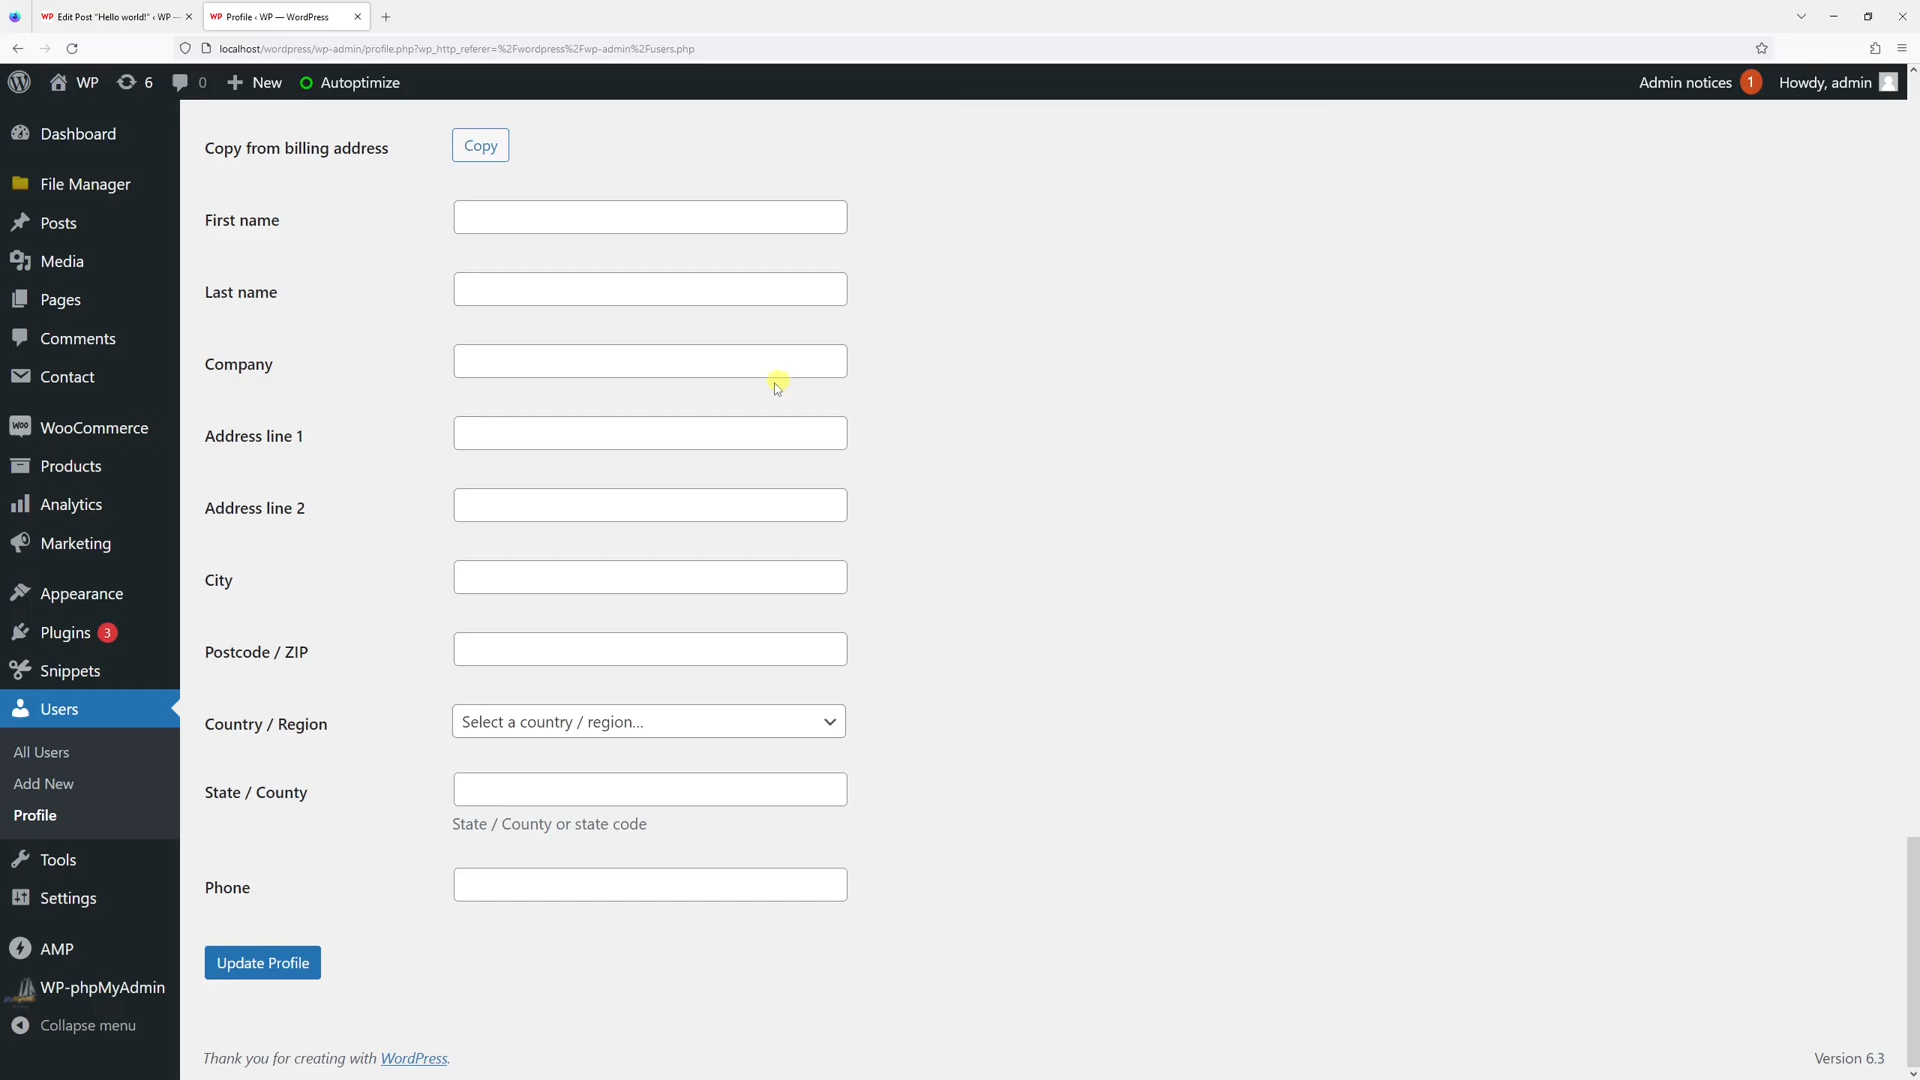 WP Edit Post "Hello world!" ‹ WP —
WP Profile ‹ WP — WordPress
localhost/wordpress/wp-admin/profile.php?wp_http_referer=%2Fwordpress%2Fwp-admin%2Fusers.php
WP 6 0 New Autoptimize Admin notices 1 Howdy, admin
Dashboard
File Manager
Posts
Media
Pages
Comments
Contact
Woo WooCommerce
Products
Analytics
Marketing
Appearance
Plugins 3
Snippets
Users
All Users
Add New
Profile
Tools
Settings
AMP
WP-phpMyAdmin
Collapse menu
Copy from billing address Copy
First name
Last name
Company
Address line 1
Address line 2
City
Postcode / ZIP
Country / Region Select a country / region...
State / County
State / County or state code
Phone
Update Profile
Thank you for creating with WordPress. Version 6.3